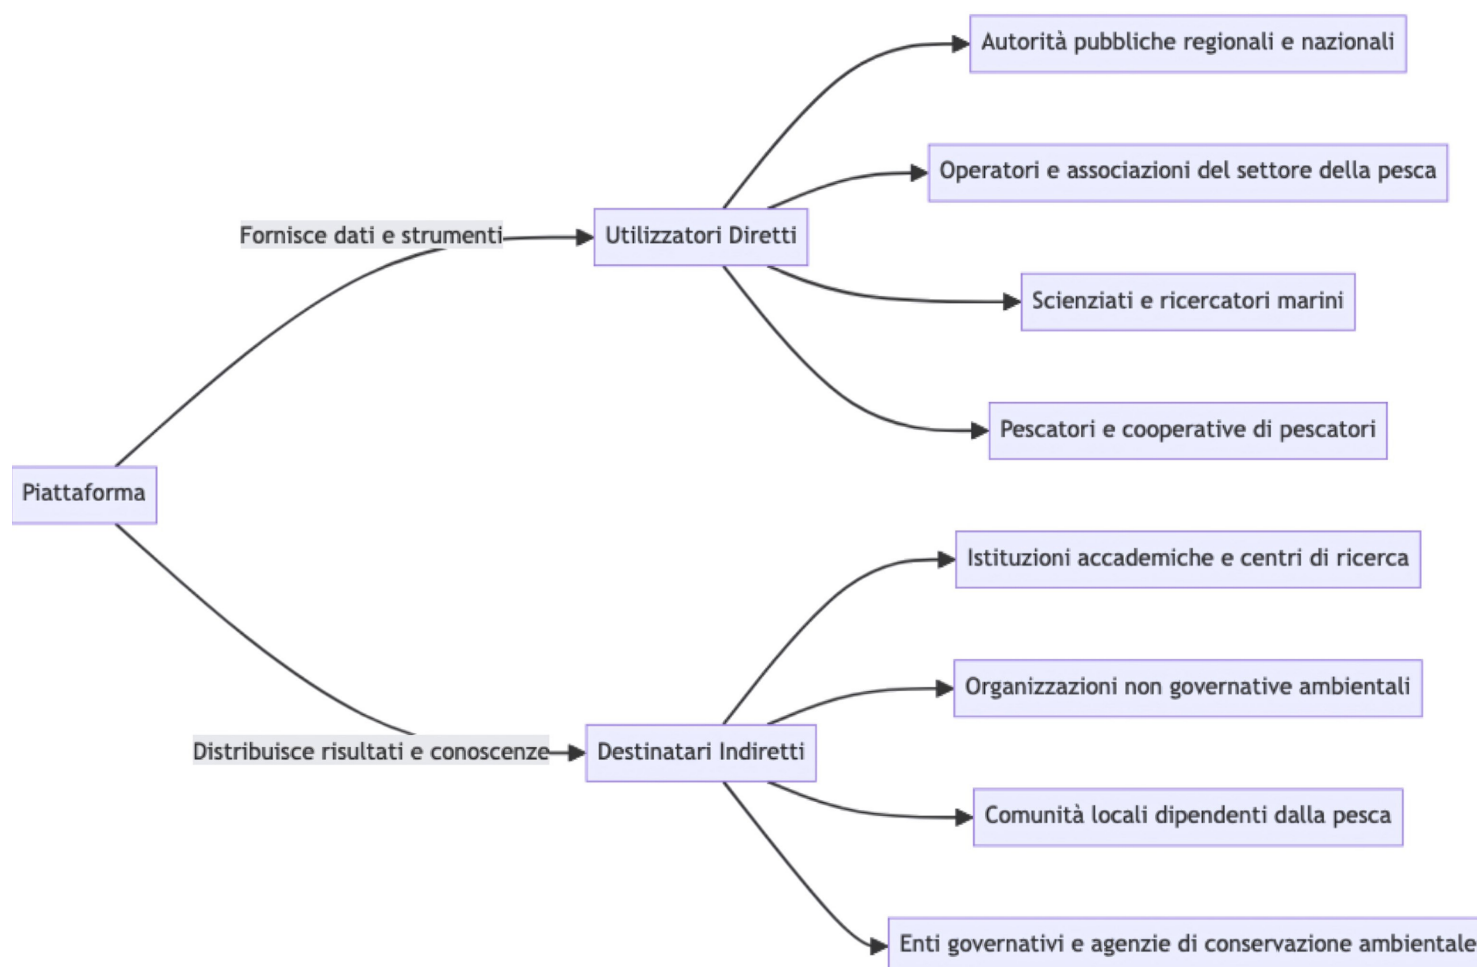 Autorità pubbliche regionali e nazionali
Operatori e associazioni del settore della pesca
Fornisce dati e strumenti
Utilizzatori Diretti
Scienziati e ricercatori marini
Pescatori e cooperative di pescatori
Piattaforma
Istituzioni accademiche e centri di ricerca
Organizzazioni non governative ambientali
Distribuisce risultati e conoscenze
Destinatari Indiretti
Comunità locali dipendenti dalla pesca
Enti governativi e agenzie di conservazione ambientale